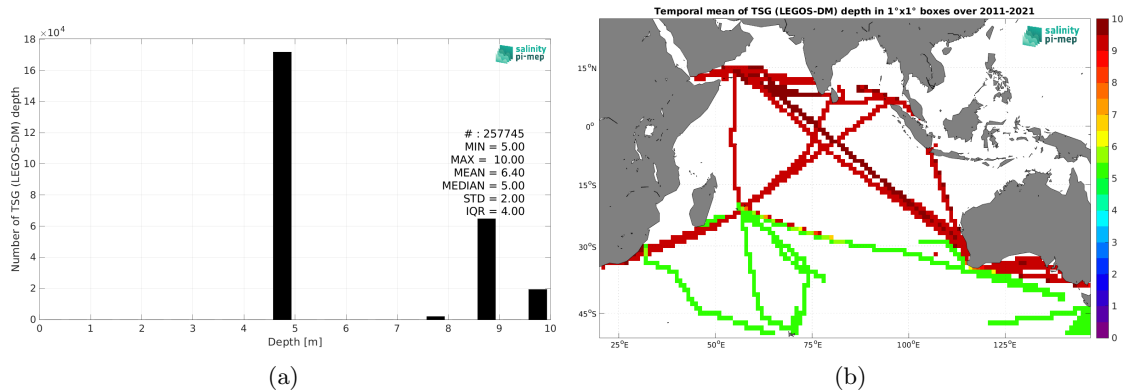 ×10⁴
18
16
14
12
10
8
6
4
2
0
Number of TSG (LEGOS-DM) depth
salinity
pi-mep
# : 257745
MIN = 5.00
MAX = 10.00
MEAN = 6.40
MEDIAN = 5.00
STD = 2.00
IQR = 4.00
0 1 2 3 4 5 6 7 8 9 10
Depth [m]
(a)
Temporal mean of TSG (LEGOS-DM) depth in 1°x1° boxes over 2011-2021
salinity
pi-mep
15°N
0°
15°S
30°S
45°S
25°E 50°E 75°E 100°E 125°E
10
9
8
7
6
5
4
3
2
1
0
(b)